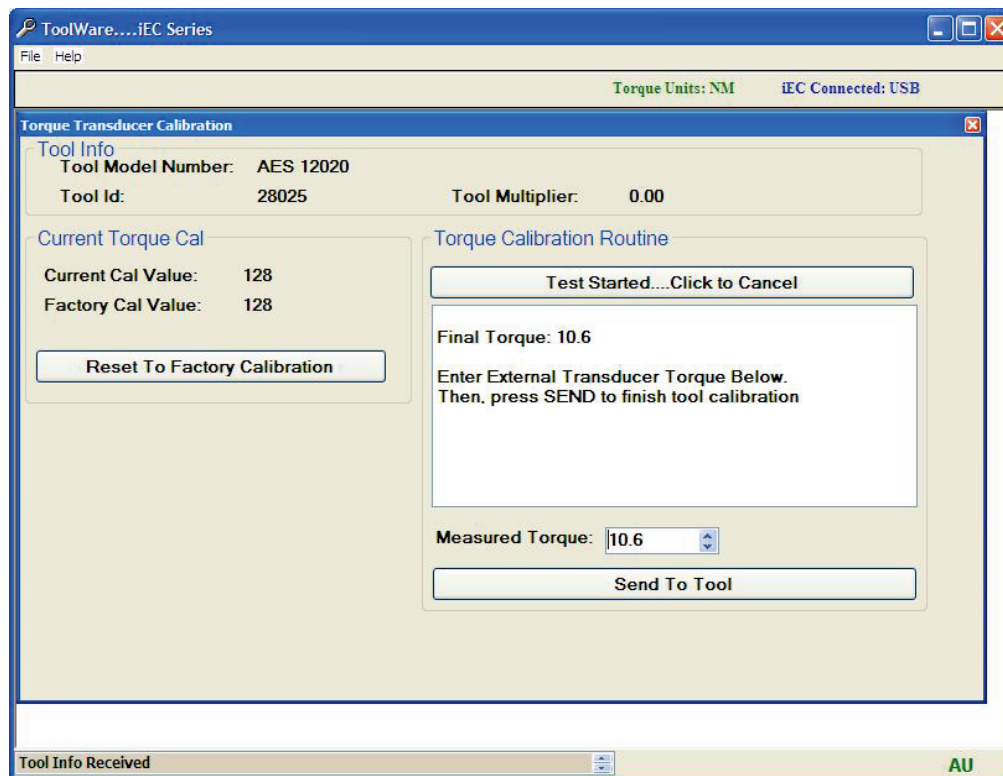 ToolWare....iEC Series
File Help
Torque Units: NM iEC Connected: USB
Torque Transducer Calibration
Tool Info
Tool Model Number: AES 12020
Tool Id: 28025 Tool Multiplier: 0.00
Current Torque Cal
Current Cal Value: 128
Factory Cal Value: 128
Reset To Factory Calibration
Torque Calibration Routine
Test Started....Click to Cancel
Final Torque: 10.6
Enter External Transducer Torque Below.
Then, press SEND to finish tool calibration
Measured Torque: 10.6
Send To Tool
Tool Info Received
AU